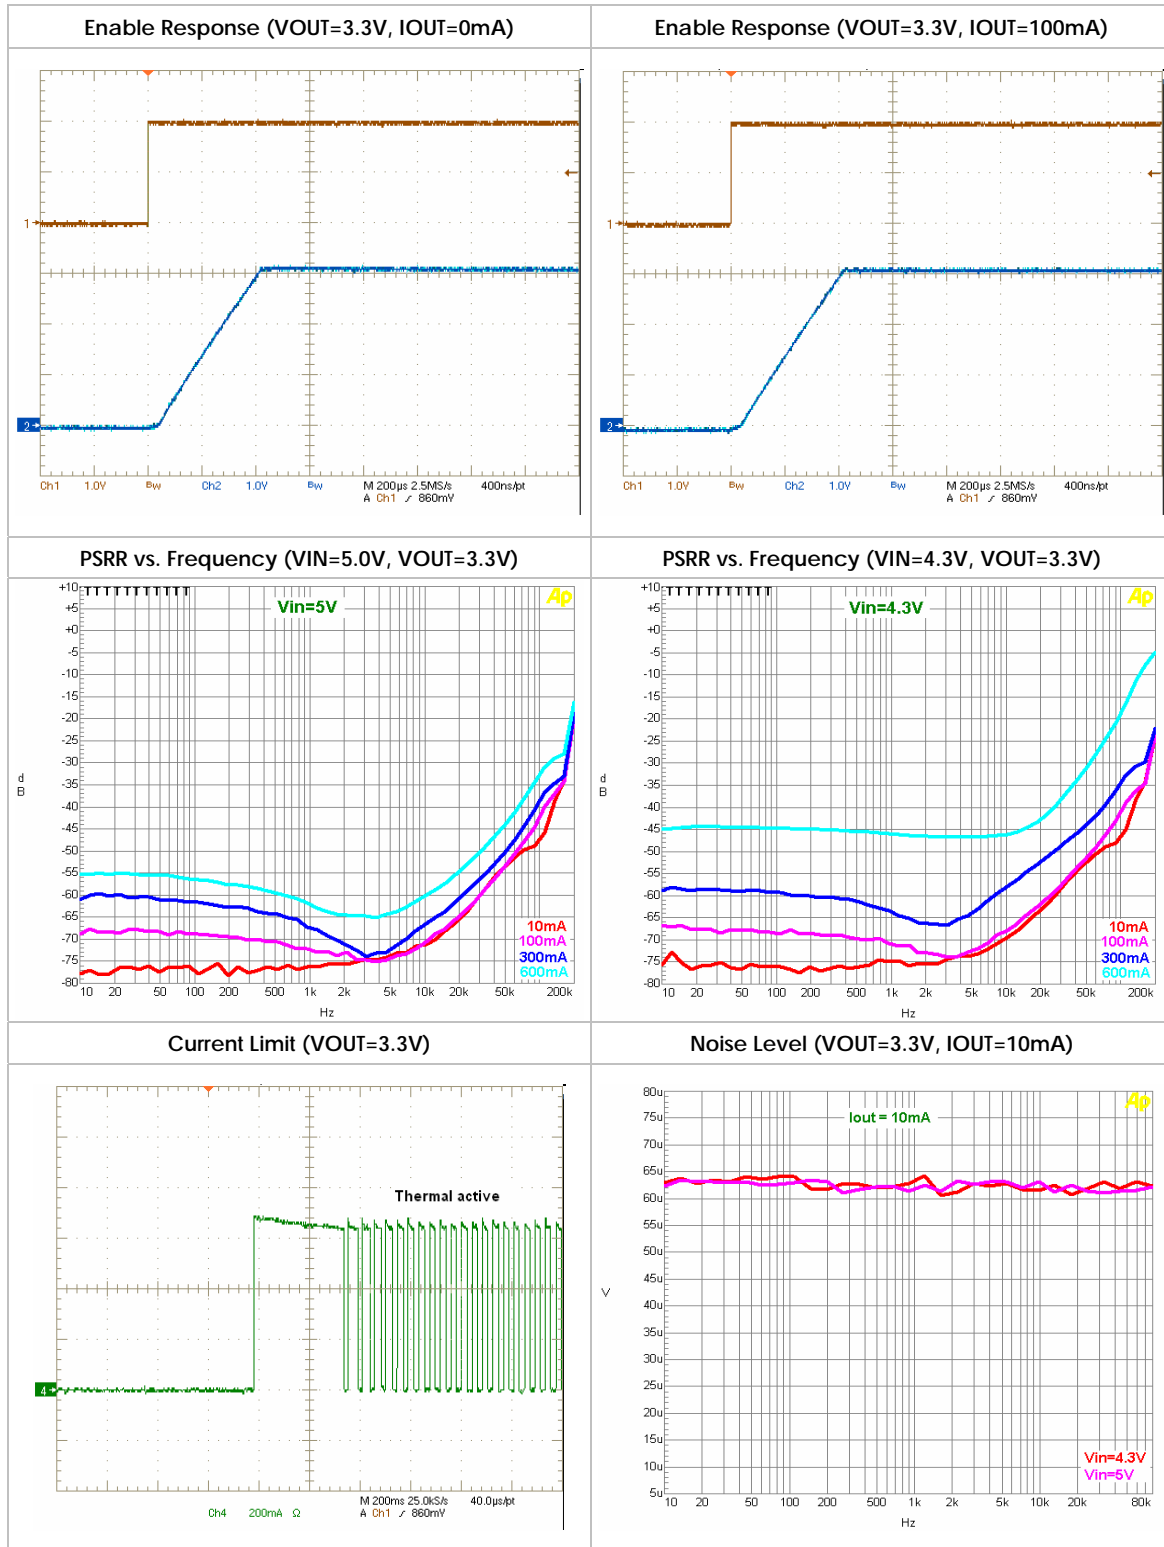 Enable Response (VOUT=3.3V, IOUT=0mA)
Enable Response (VOUT=3.3V, IOUT=100mA)
1
2
Ch1 1.0V Bw Ch2 1.0V Bw M 200µs 2.5MS/s 400ns/pt
A Ch1 / 860mV
1
2
Ch1 1.0V Bw Ch2 1.0V Bw M 200µs 2.5MS/s 400ns/pt
A Ch1 / 860mV
PSRR vs. Frequency (VIN=5.0V, VOUT=3.3V)
PSRR vs. Frequency (VIN=4.3V, VOUT=3.3V)
Vin=5V
Ap
+10
+5
+0
-5
-10
-15
-20
-25
-30
-35
-40
-45
-50
-55
-60
-65
-70
-75
-80
d
B
10mA
100mA
300mA
600mA
10 20 50 100 200 500 1k 2k 5k 10k 20k 50k 200k
Hz
Vin=4.3V
Ap
+10
+5
+0
-5
-10
-15
-20
-25
-30
-35
-40
-45
-50
-55
-60
-65
-70
-75
-80
d
B
10mA
100mA
300mA
600mA
10 20 50 100 200 500 1k 2k 5k 10k 20k 50k 200k
Hz
Current Limit (VOUT=3.3V)
Noise Level (VOUT=3.3V, IOUT=10mA)
Thermal active
4
Ch4 200mA Ω M 200ms 25.0kS/s 40.0µs/pt
A Ch1 / 860mV
Iout = 10mA
Ap
80u
75u
70u
65u
60u
55u
50u
45u
40u
35u
30u
25u
20u
15u
10u
5u
V
Vin=4.3V
Vin=5V
10 20 50 100 200 500 1k 2k 5k 10k 20k 80k
Hz